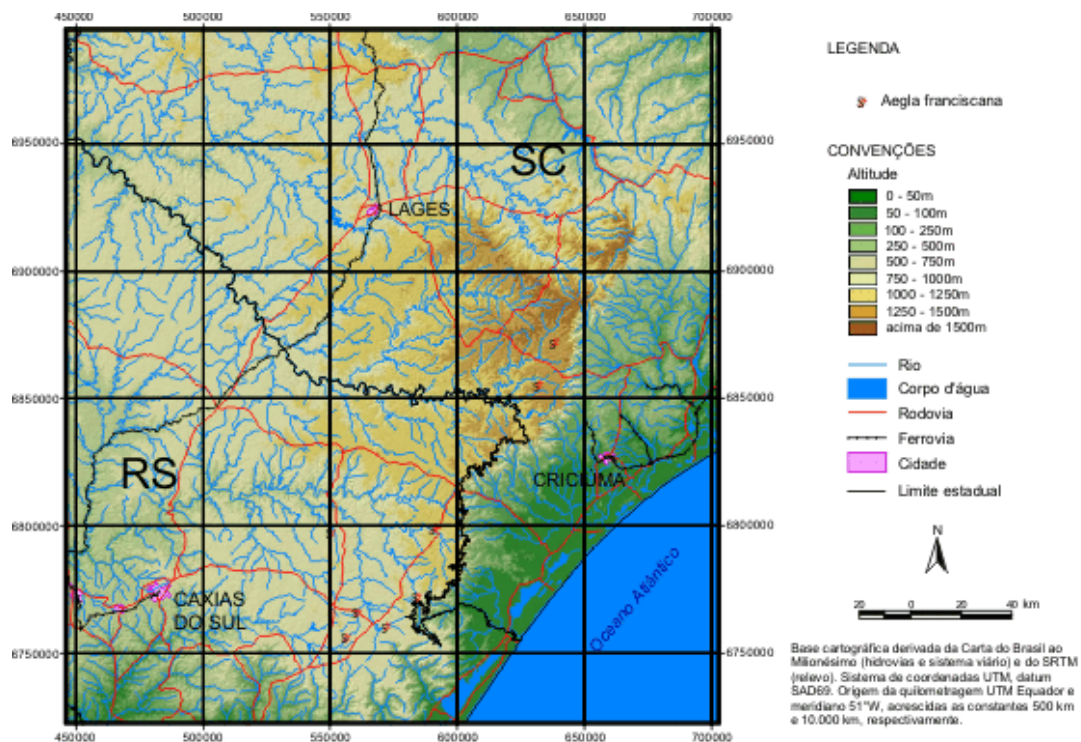 450000 500000 550000 600000 650000 700000
6950000 6950000
6900000 6900000
6850000 6850000
6800000 6800000
6750000 6750000
SC
LAGES
RS
CRICIÚMA
CAXIAS
DO SUL
Oceano Atlântico
450000 500000 550000 600000 650000 700000
LEGENDA
Aegla franciscana
CONVENÇÕES
Altitude
0 - 50m
50 - 100m
100 - 250m
250 - 500m
500 - 750m
750 - 1000m
1000 - 1250m
1250 - 1500m
acima de 1500m
Rio
Corpo d'água
Rodovia
Ferrovia
Cidade
Limite estadual
N
20 0 20 40 km
Base cartográfica derivada da Carta do Brasil ao
Milionésimo (hidrovias e sistema viário) e do SRTM
(relevo). Sistema de coordenadas UTM, datum
SAD69. Origem da quilometragem UTM Equador e
meridiano 51°W, acrescidas as constantes 500 km
e 10.000 km, respectivamente.